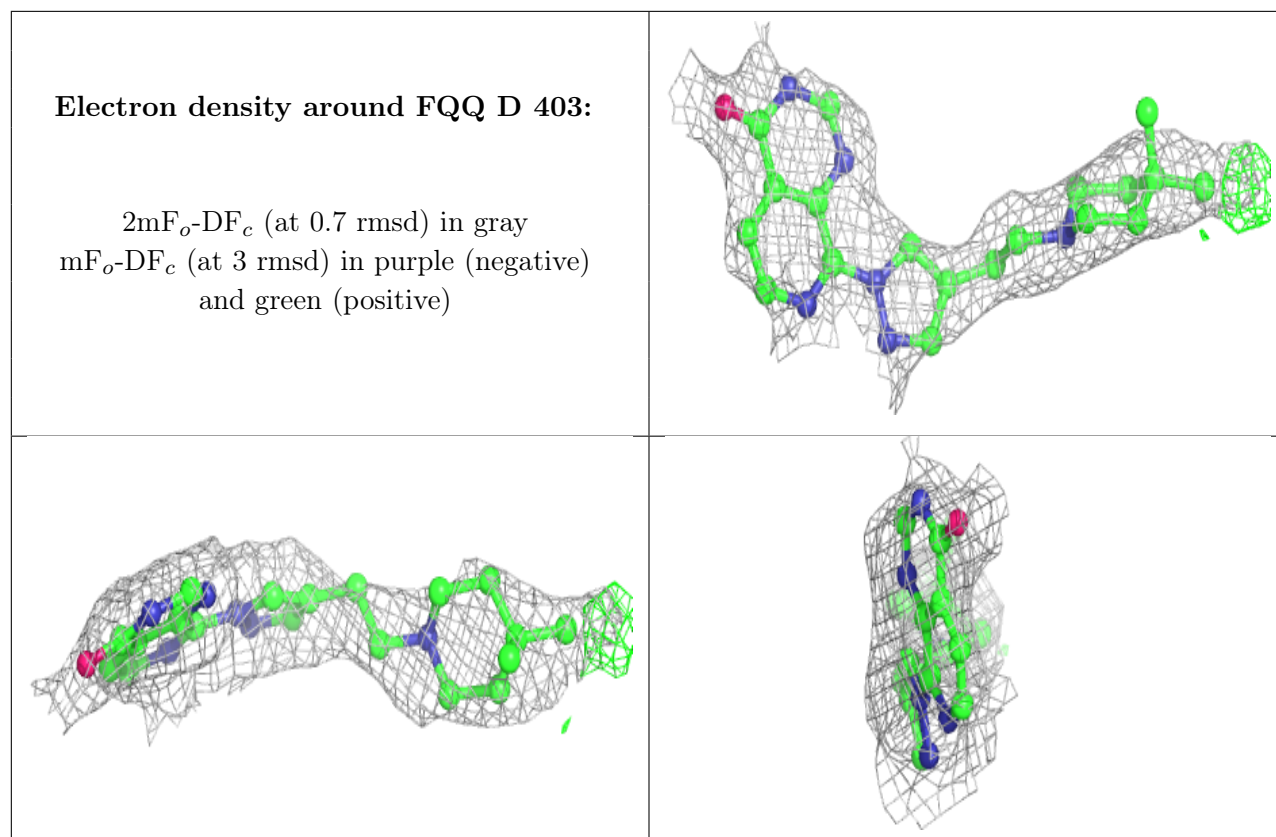 Electron density around FQQ D 403:
2mFₒ-DF𝒸 (at 0.7 rmsd) in gray
mFₒ-DF𝒸 (at 3 rmsd) in purple (negative)
and green (positive)